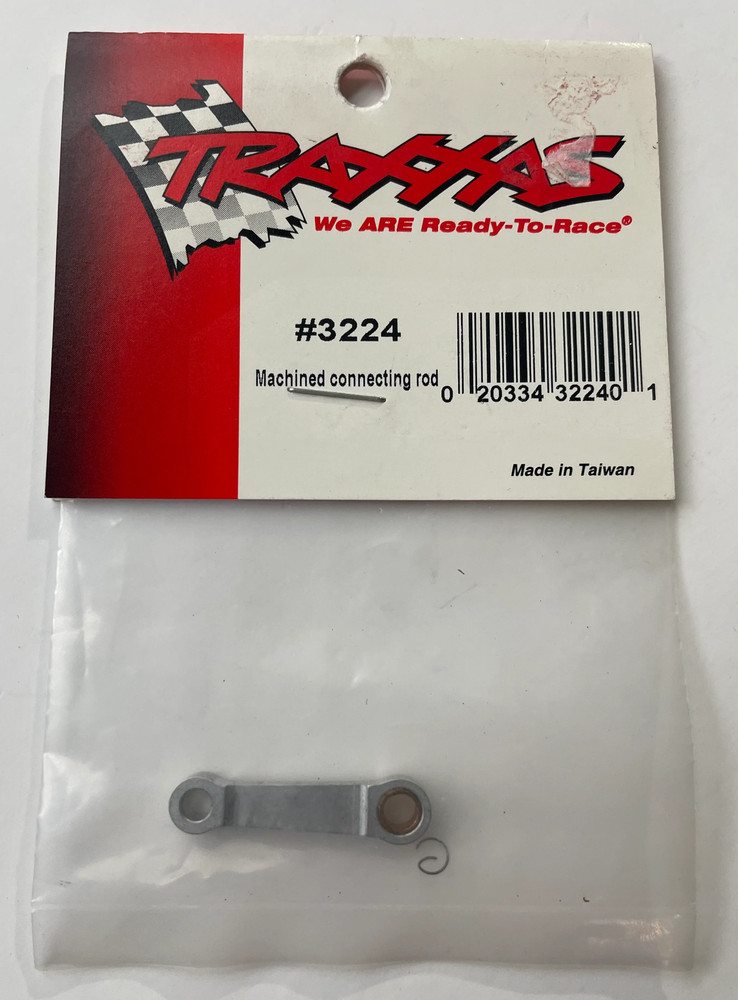 TRAXXAS
We ARE Ready-To-Race®
#3224
Machined connecting rod
0 20334 32240 1
Made in Taiwan